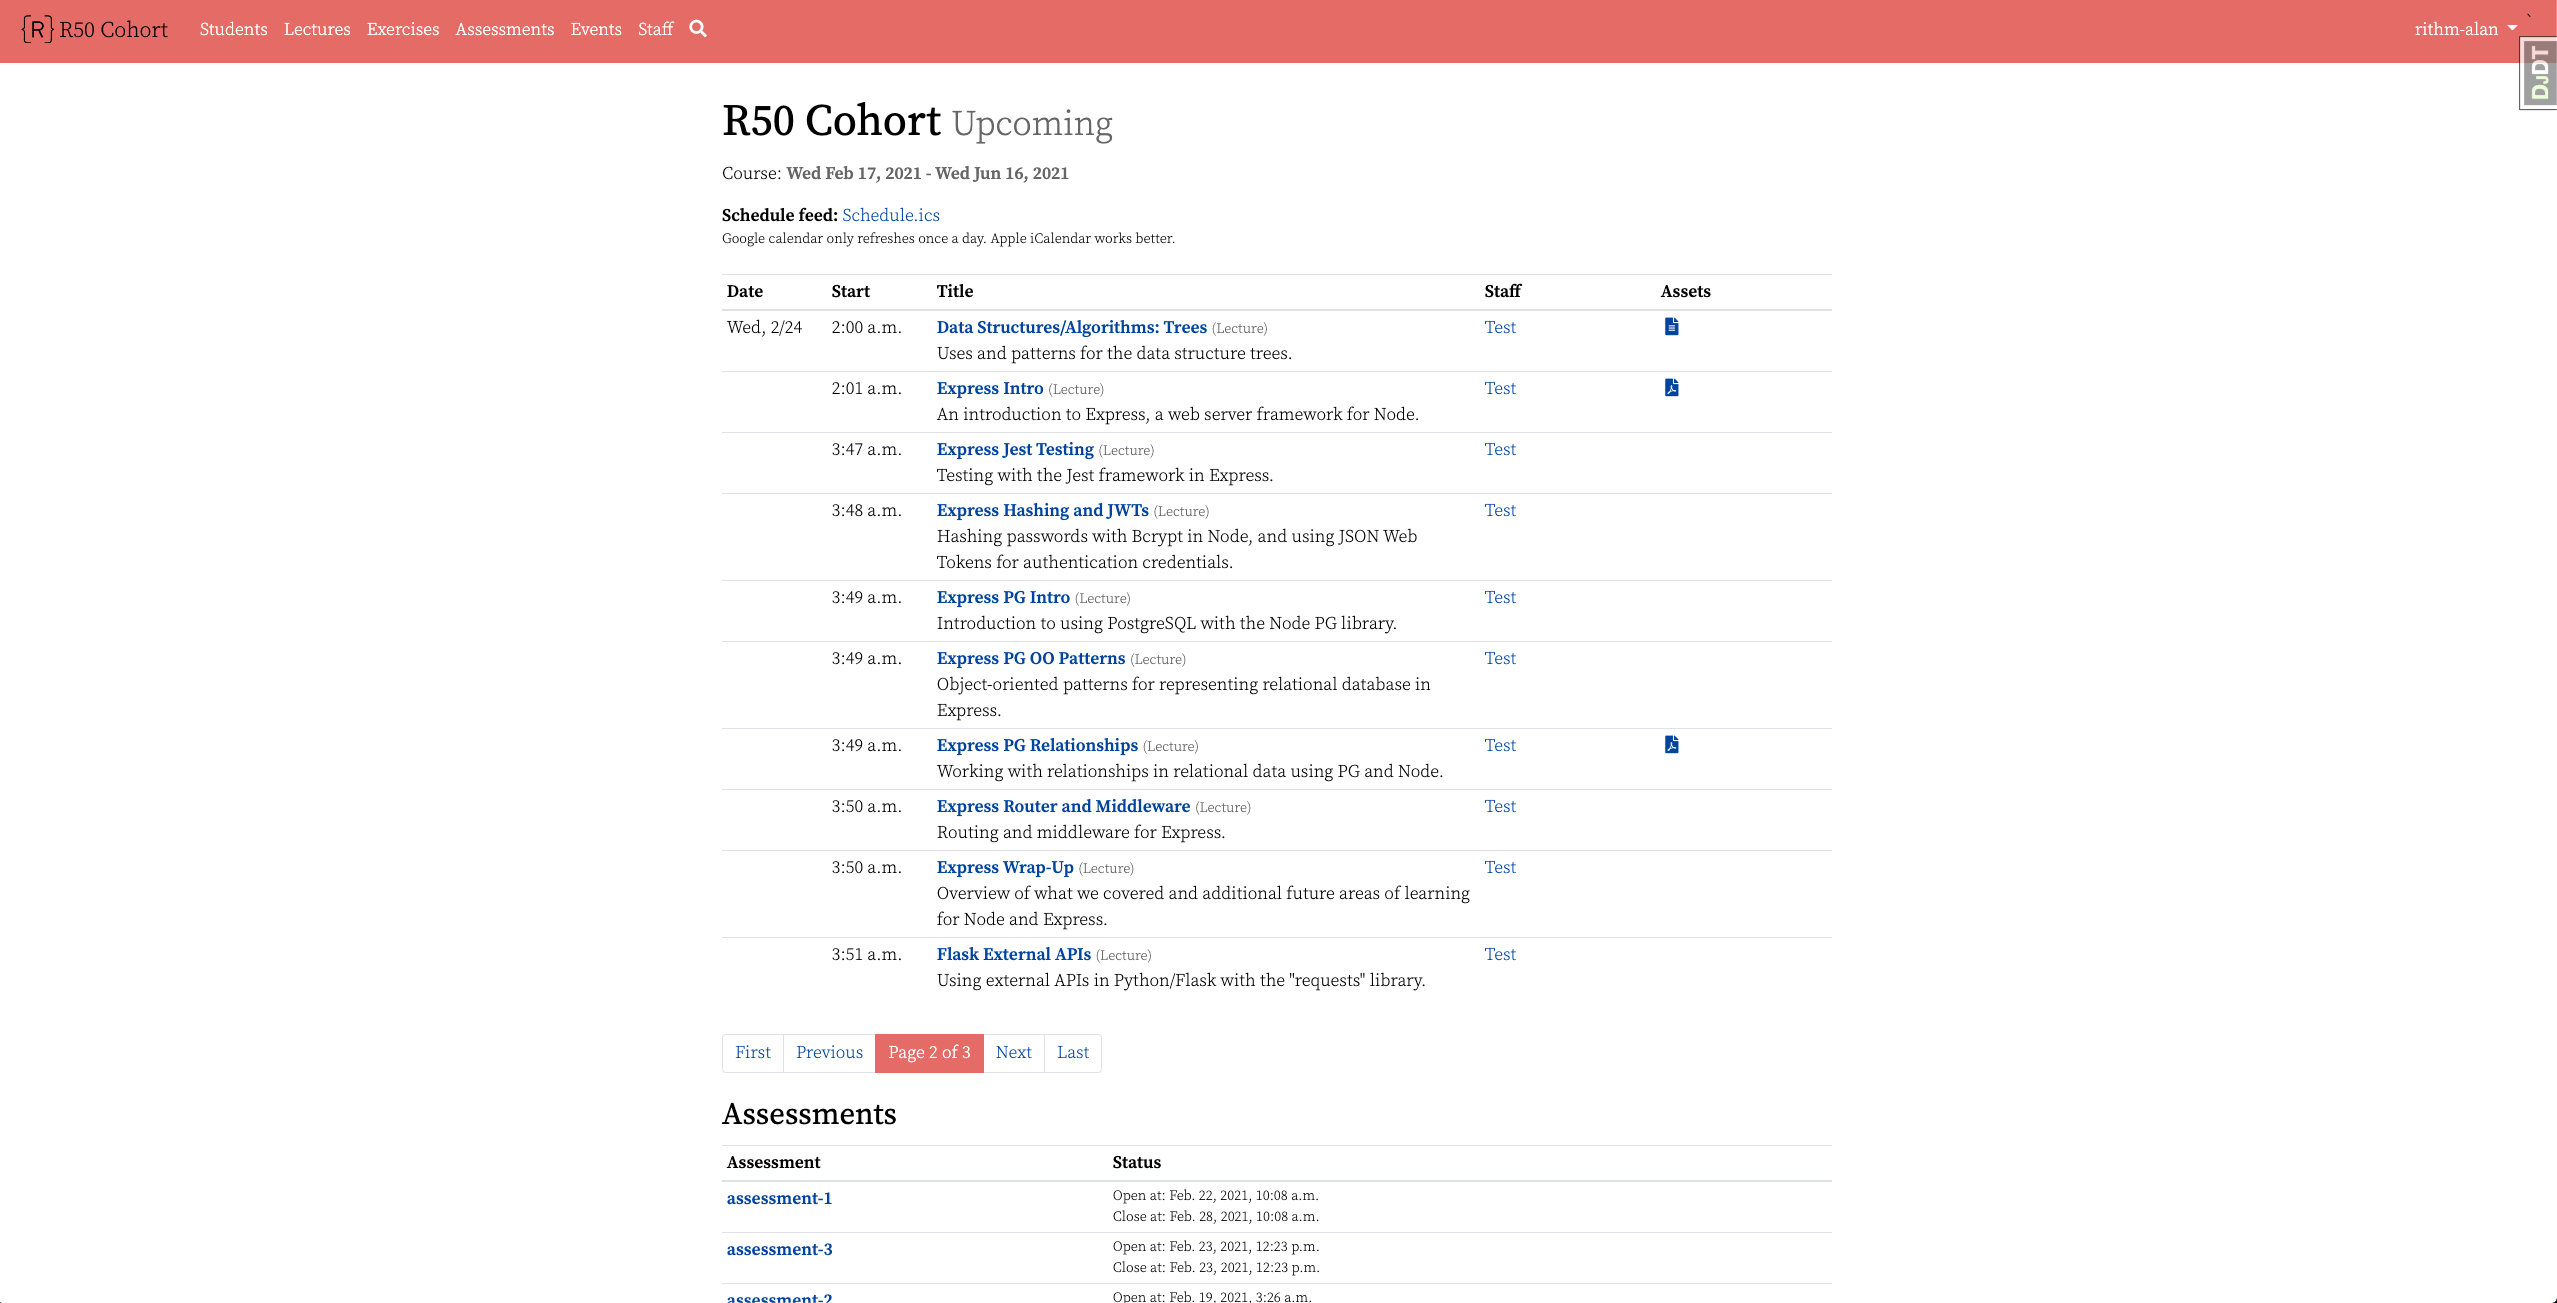 {R} R50 Cohort Students Lectures Exercises Assessments Events Staff rithm-alan
DJDT
R50 Cohort Upcoming
Course: Wed Feb 17, 2021 - Wed Jun 16, 2021
Schedule feed: Schedule.ics
Google calendar only refreshes once a day. Apple iCalendar works better.
Date Start Title Staff Assets
Wed, 2/24 2:00 a.m. Data Structures/Algorithms: Trees (Lecture) Test
Uses and patterns for the data structure trees.
2:01 a.m. Express Intro (Lecture) Test
An introduction to Express, a web server framework for Node.
3:47 a.m. Express Jest Testing (Lecture) Test
Testing with the Jest framework in Express.
3:48 a.m. Express Hashing and JWTs (Lecture) Test
Hashing passwords with Bcrypt in Node, and using JSON Web
Tokens for authentication credentials.
3:49 a.m. Express PG Intro (Lecture) Test
Introduction to using PostgreSQL with the Node PG library.
3:49 a.m. Express PG OO Patterns (Lecture) Test
Object-oriented patterns for representing relational database in
Express.
3:49 a.m. Express PG Relationships (Lecture) Test
Working with relationships in relational data using PG and Node.
3:50 a.m. Express Router and Middleware (Lecture) Test
Routing and middleware for Express.
3:50 a.m. Express Wrap-Up (Lecture) Test
Overview of what we covered and additional future areas of learning
for Node and Express.
3:51 a.m. Flask External APIs (Lecture) Test
Using external APIs in Python/Flask with the "requests" library.
First Previous Page 2 of 3 Next Last
Assessments
Assessment Status
assessment-1 Open at: Feb. 22, 2021, 10:08 a.m.
Close at: Feb. 28, 2021, 10:08 a.m.
assessment-3 Open at: Feb. 23, 2021, 12:23 p.m.
Close at: Feb. 23, 2021, 12:23 p.m.
assessment-2 Open at: Feb. 19, 2021, 3:26 a.m.